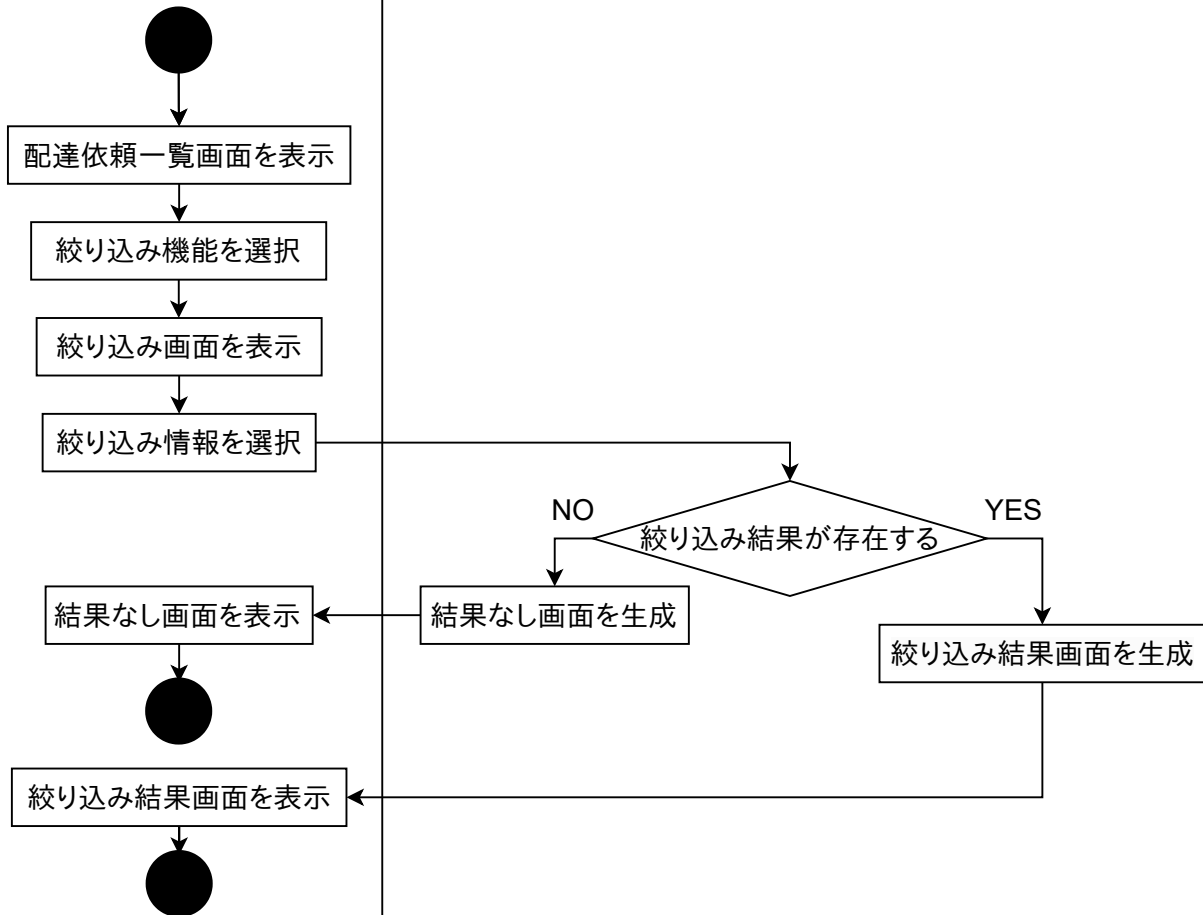 配達依頼一覧画面を表示
絞り込み機能を選択
絞り込み画面を表示
絞り込み情報を選択
NO
YES
絞り込み結果が存在する
結果なし画面を表示
結果なし画面を生成
絞り込み結果画面を生成
絞り込み結果画面を表示